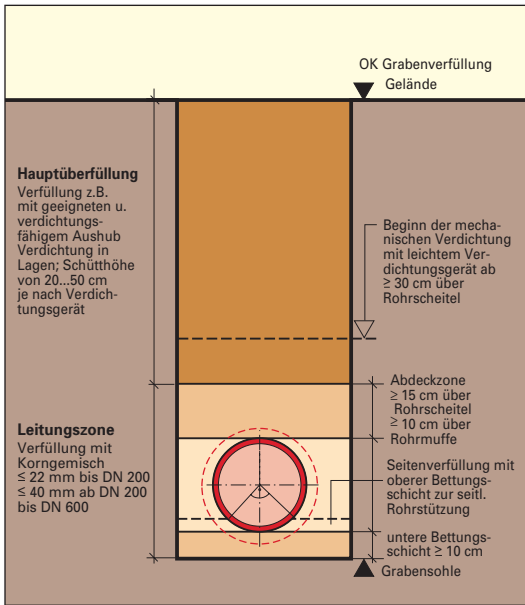 OK Grabenverfüllung
Gelände
Hauptüberfüllung
Verfüllung z.B.
mit geeigneten u.
verdichtungs-
fähigem Aushub
Verdichtung in
Lagen; Schütthöhe
von 20...50 cm
je nach Verdich-
tungsgerät
Beginn der mecha-
nischen Verdichtung
mit leichtem Ver-
dichtungsgerät ab
≥ 30 cm über
Rohrscheitel
Leitungszone
Verfüllung mit
Korngemisch
≤ 22 mm bis DN 200
≤ 40 mm ab DN 200
bis DN 600
Abdeckzone
≥ 15 cm über
Rohrscheitel
≥ 10 cm über
Rohrmuffe
Seitenverfüllung mit
oberer Bettungs-
schicht zur seitl.
Rohrstützung
untere Bettungs-
schicht ≥ 10 cm
Grabensohle